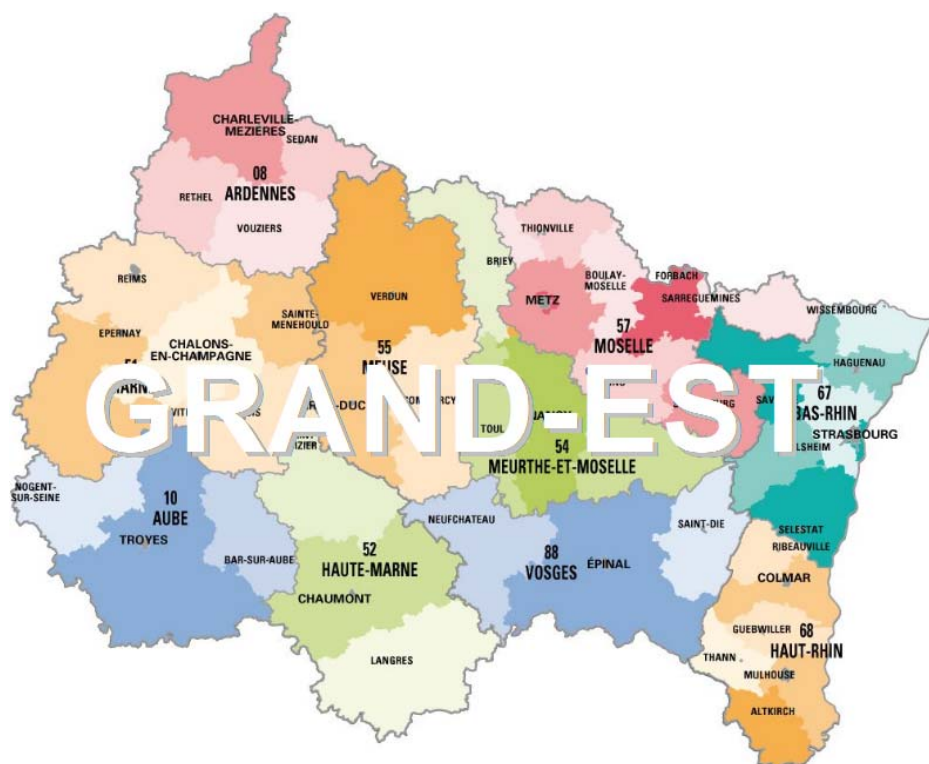 CHARLEVILLE-
MEZIERES
SEDAN
08
ARDENNES
RETHEL
VOUZIERS
THIONVILLE
BRIEY
BOULAY-
MOSELLE
FORBACH
SARREGUEMINES
METZ
57
MOSELLE
WISSEMBOURG
HAGUENAU
REIMS
EPERNAY
SAINTE-
MENEHOULD
VERDUN
CHALONS-
EN-CHAMPAGNE
55
MEUSE
67
BAS-RHIN
STRASBOURG
GRAND-EST
TOUL
54
MEURTHE-ET-MOSELLE
NOGENT-
SUR-SEINE
10
AUBE
TROYES
BAR-SUR-AUBE
52
HAUTE-MARNE
CHAUMONT
LANGRES
NEUFCHATEAU
88
VOSGES
ÉPINAL
SAINT-DIE
SELESTAT
RIBEAUVILLE
COLMAR
GUEBWILLER
68
HAUT-RHIN
THANN
MULHOUSE
ALTKIRCH